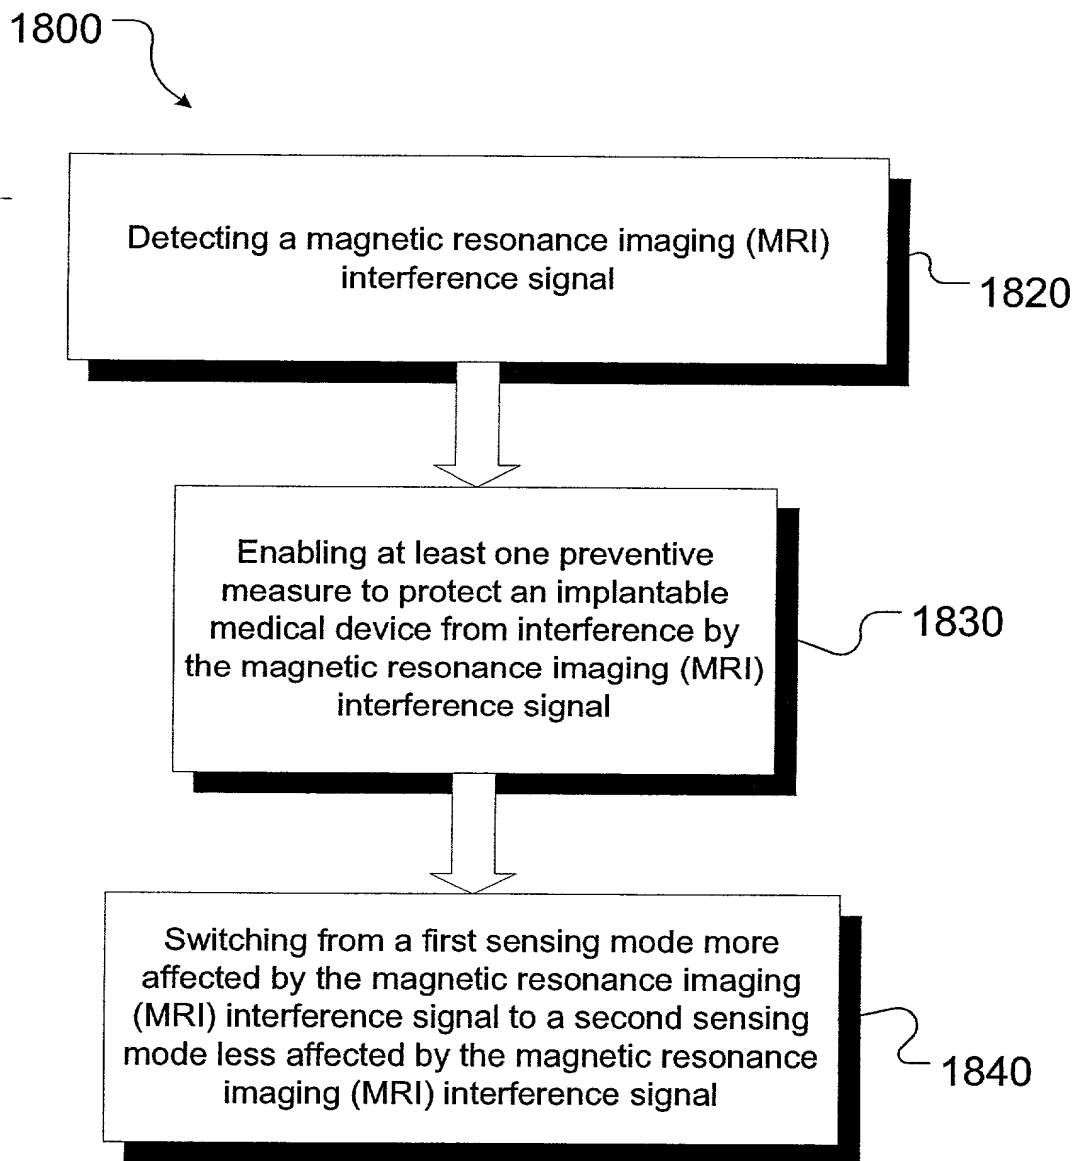 1800
Detecting a magnetic resonance imaging (MRI)
interference signal
1820
Enabling at least one preventive
measure to protect an implantable
medical device from interference by
the magnetic resonance imaging (MRI)
interference signal
1830
Switching from a first sensing mode more
affected by the magnetic resonance imaging
(MRI) interference signal to a second sensing
mode less affected by the magnetic resonance
imaging (MRI) interference signal
1840